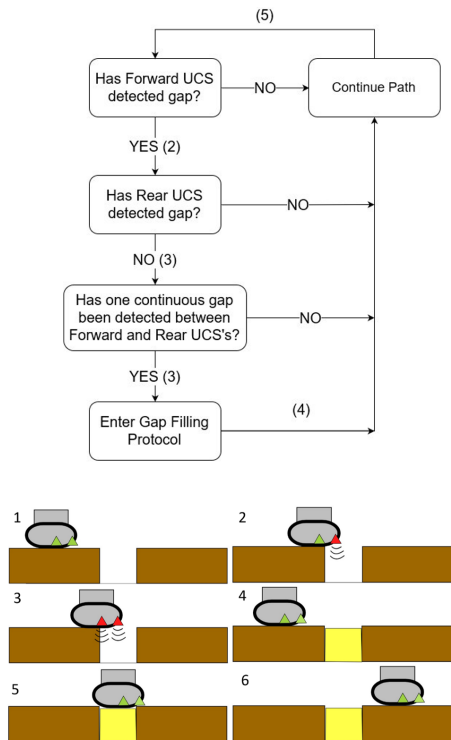 (5)
Has Forward UCS
detected gap?
NO
Continue Path
YES (2)
Has Rear UCS
detected gap?
NO
NO (3)
Has one continuous gap
been detected between
Forward and Rear UCS's?
NO
YES (3)
Enter Gap Filling
Protocol
(4)
1
2
3
4
5
6